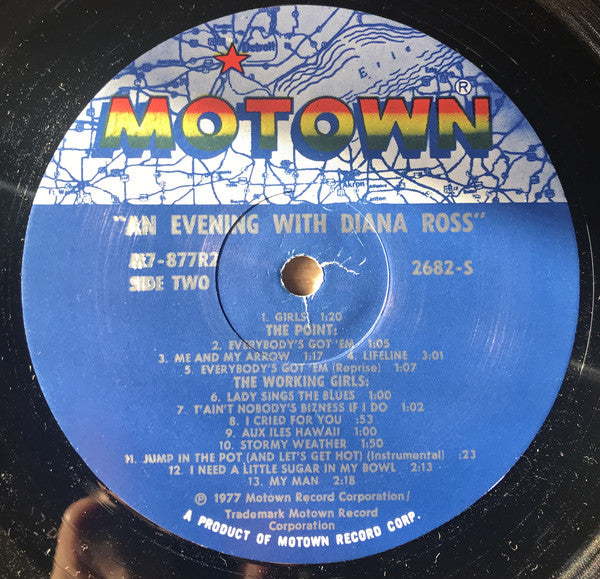 Detroit
Erie
MOTOWN®
Akron
"AN EVENING WITH DIANA ROSS"
M7-877R2
2682-S
SIDE TWO
1. GIRLS 1:20
THE POINT:
2. EVERYBODY'S GOT 'EM 1:05
3. ME AND MY ARROW 1:17 4. LIFELINE 3:01
5. EVERYBODY'S GOT 'EM (Reprise) 1:07
THE WORKING GIRLS:
6. LADY SINGS THE BLUES 1:00
7. T'AIN'T NOBODY'S BIZNESS IF I DO 1:02
8. I CRIED FOR YOU :53
9. AUX ILES HAWAII 1:00
10. STORMY WEATHER 1:50
11. JUMP IN THE POT (AND LET'S GET HOT) (Instrumental) :23
12. I NEED A LITTLE SUGAR IN MY BOWL 2:13
13. MY MAN 2:18
℗ 1977 Motown Record Corporation/
Trademark Motown Record
Corporation
A PRODUCT OF MOTOWN RECORD CORP.